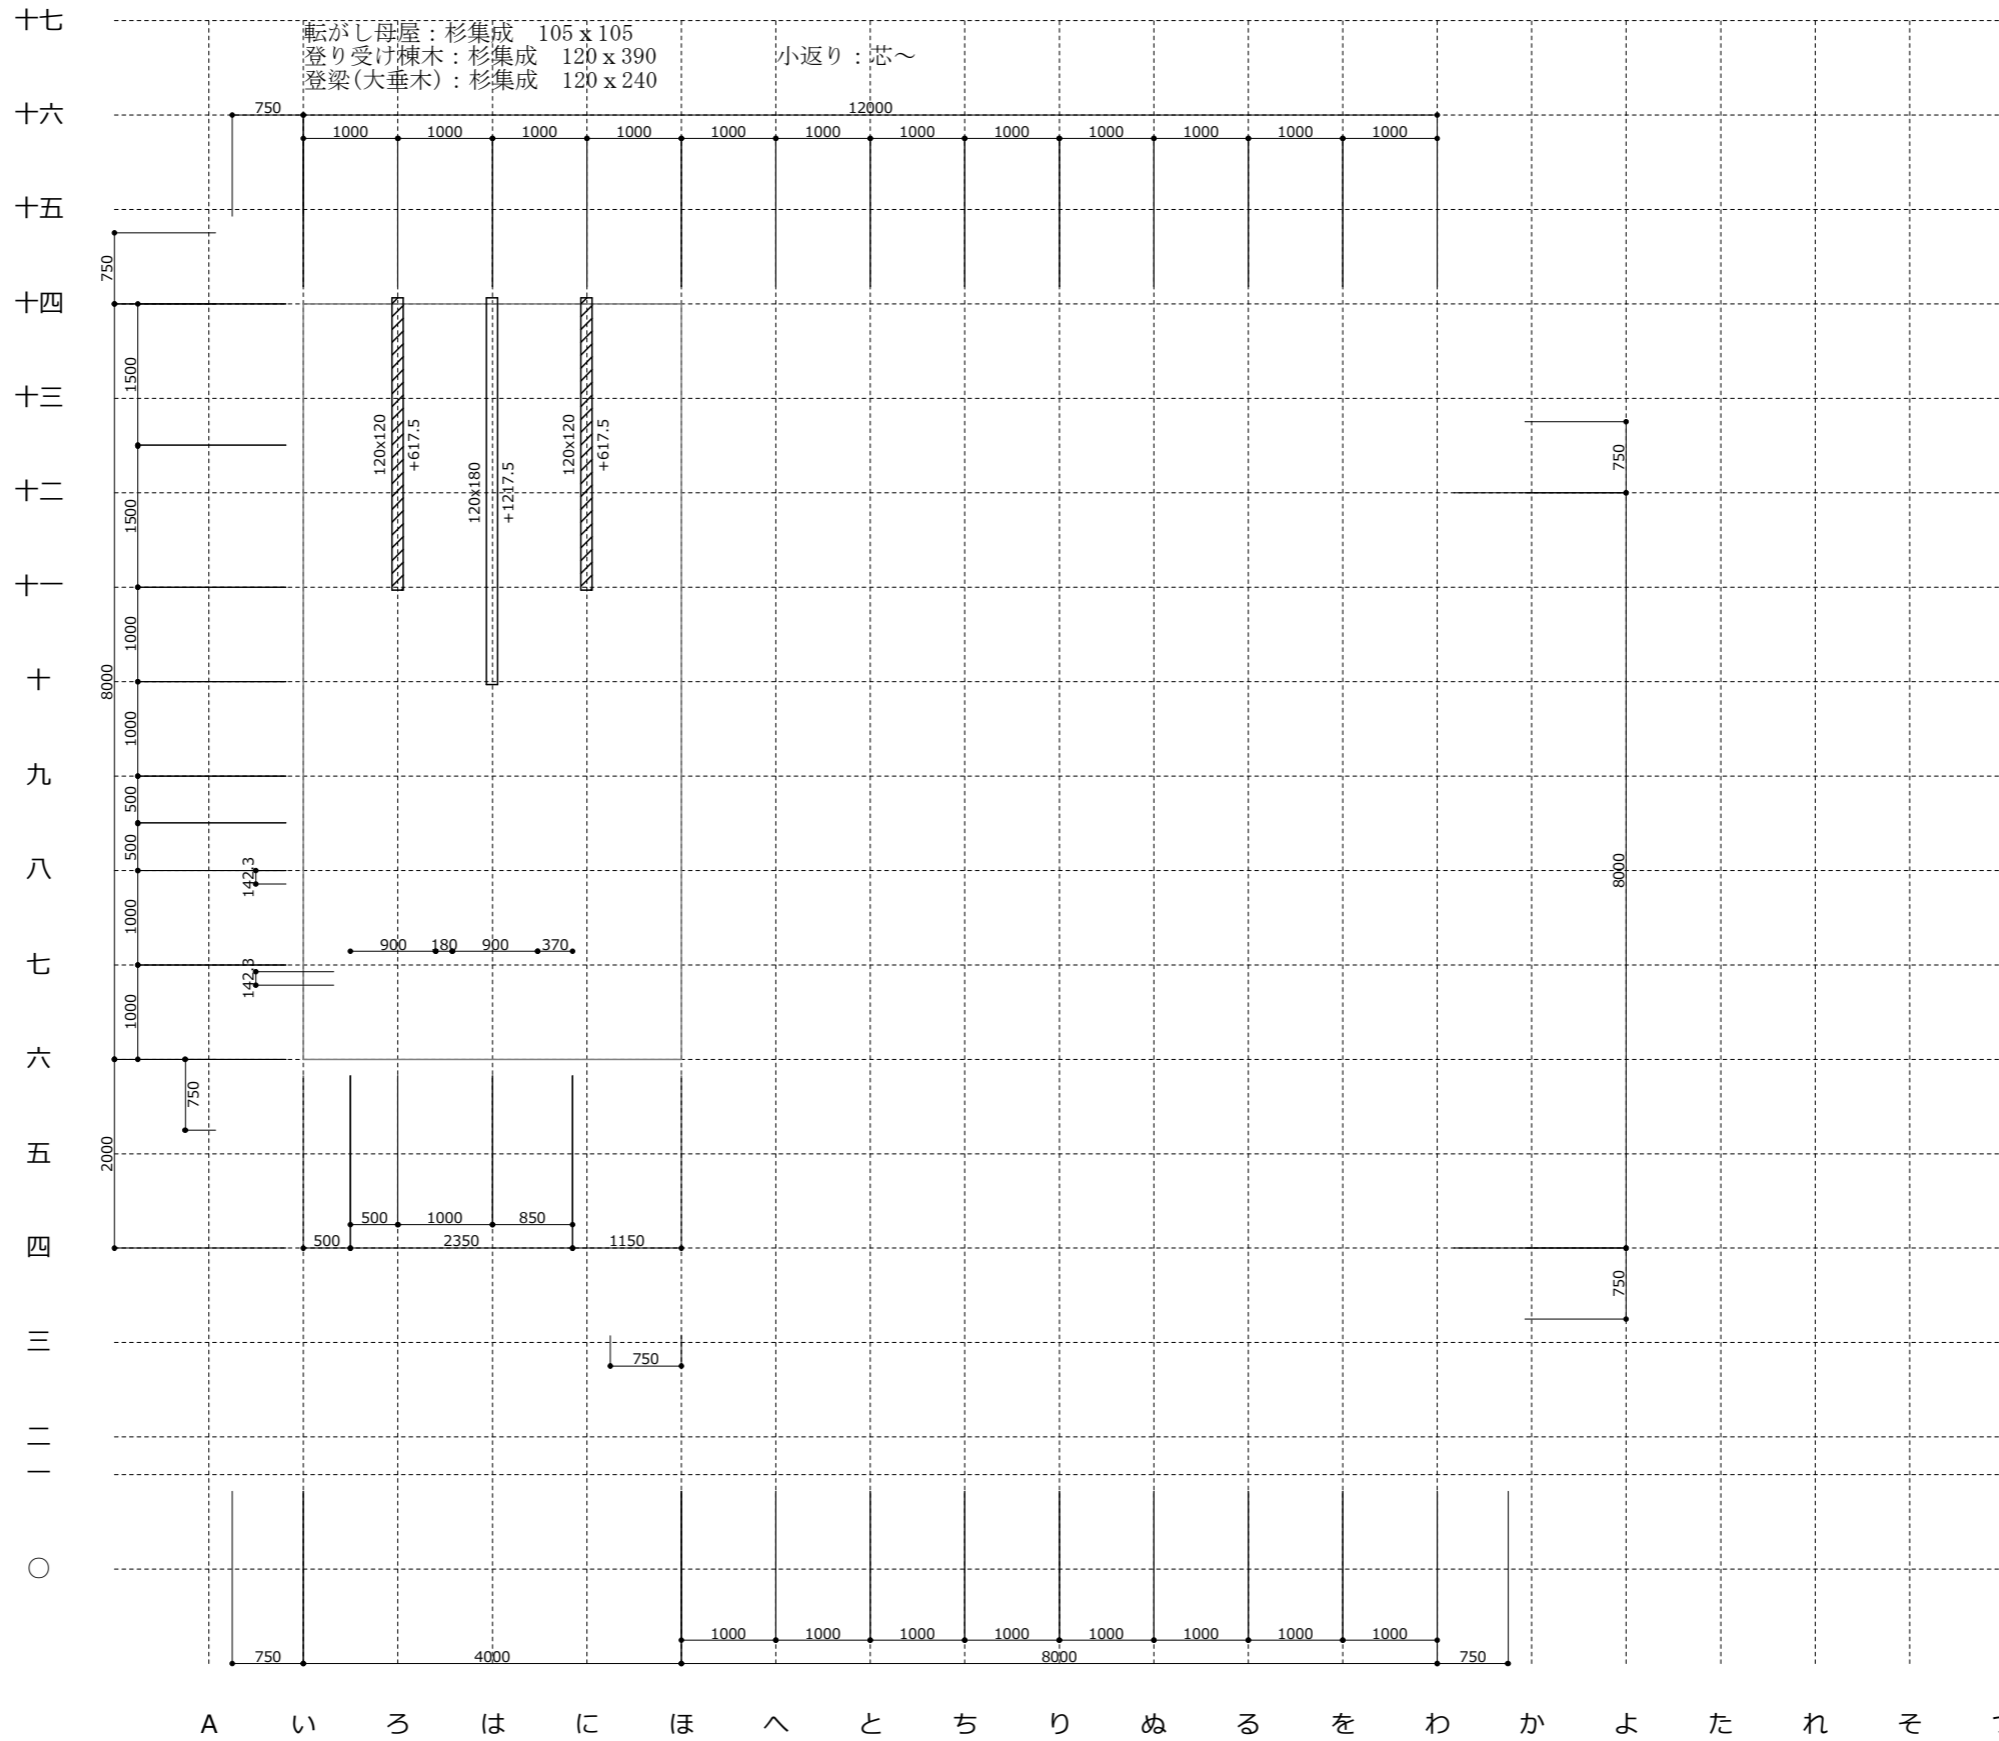 十七
転がし母屋：杉集成　105ｘ105
登り受け棟木：杉集成　120ｘ390　小返り：芯～
登梁(大垂木)：杉集成　120ｘ240
十六
750 12000
1000 1000 1000 1000 1000 1000 1000 1000 1000 1000 1000 1000
十五
750
十四
1500
十三
120x120 +617.5 120x180 +1217.5 120x120 +617.5
750
十二
1500
十一
1000
十
8000
1000
九
500
500
八
142.3
8000
1000
900 180 900 370
七
142.3
1000
六
750
五
2000
500 1000 850
四
500 2350 1150
750
三
750
二
一
〇
1000 1000 1000 1000 1000 1000 1000 1000
750 4000 8000 750
A い ろ は に ほ へ と ち り ぬ る を わ か よ た れ そ